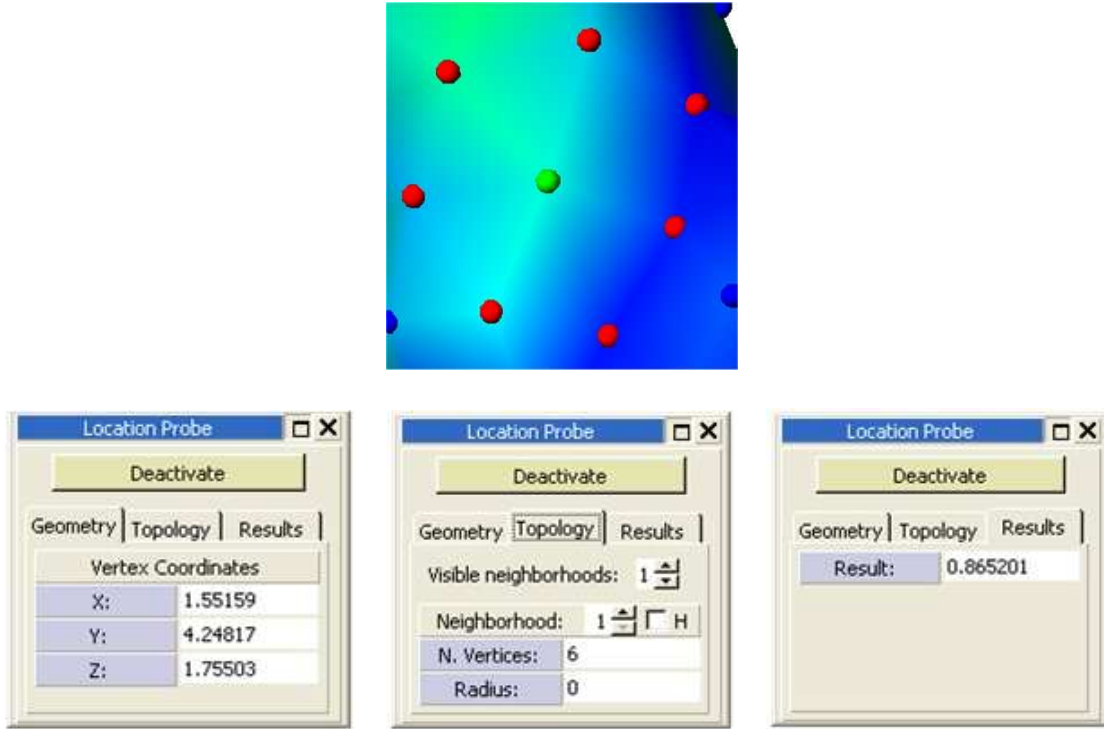 Location Probe
Deactivate
Geometry Topology Results
Vertex Coordinates
X: 1.55159
Y: 4.24817
Z: 1.75503
Location Probe
Deactivate
Geometry Topology Results
Visible neighborhoods: 1
Neighborhood: 1 H
N. Vertices: 6
Radius: 0
Location Probe
Deactivate
Geometry Topology Results
Result: 0.865201